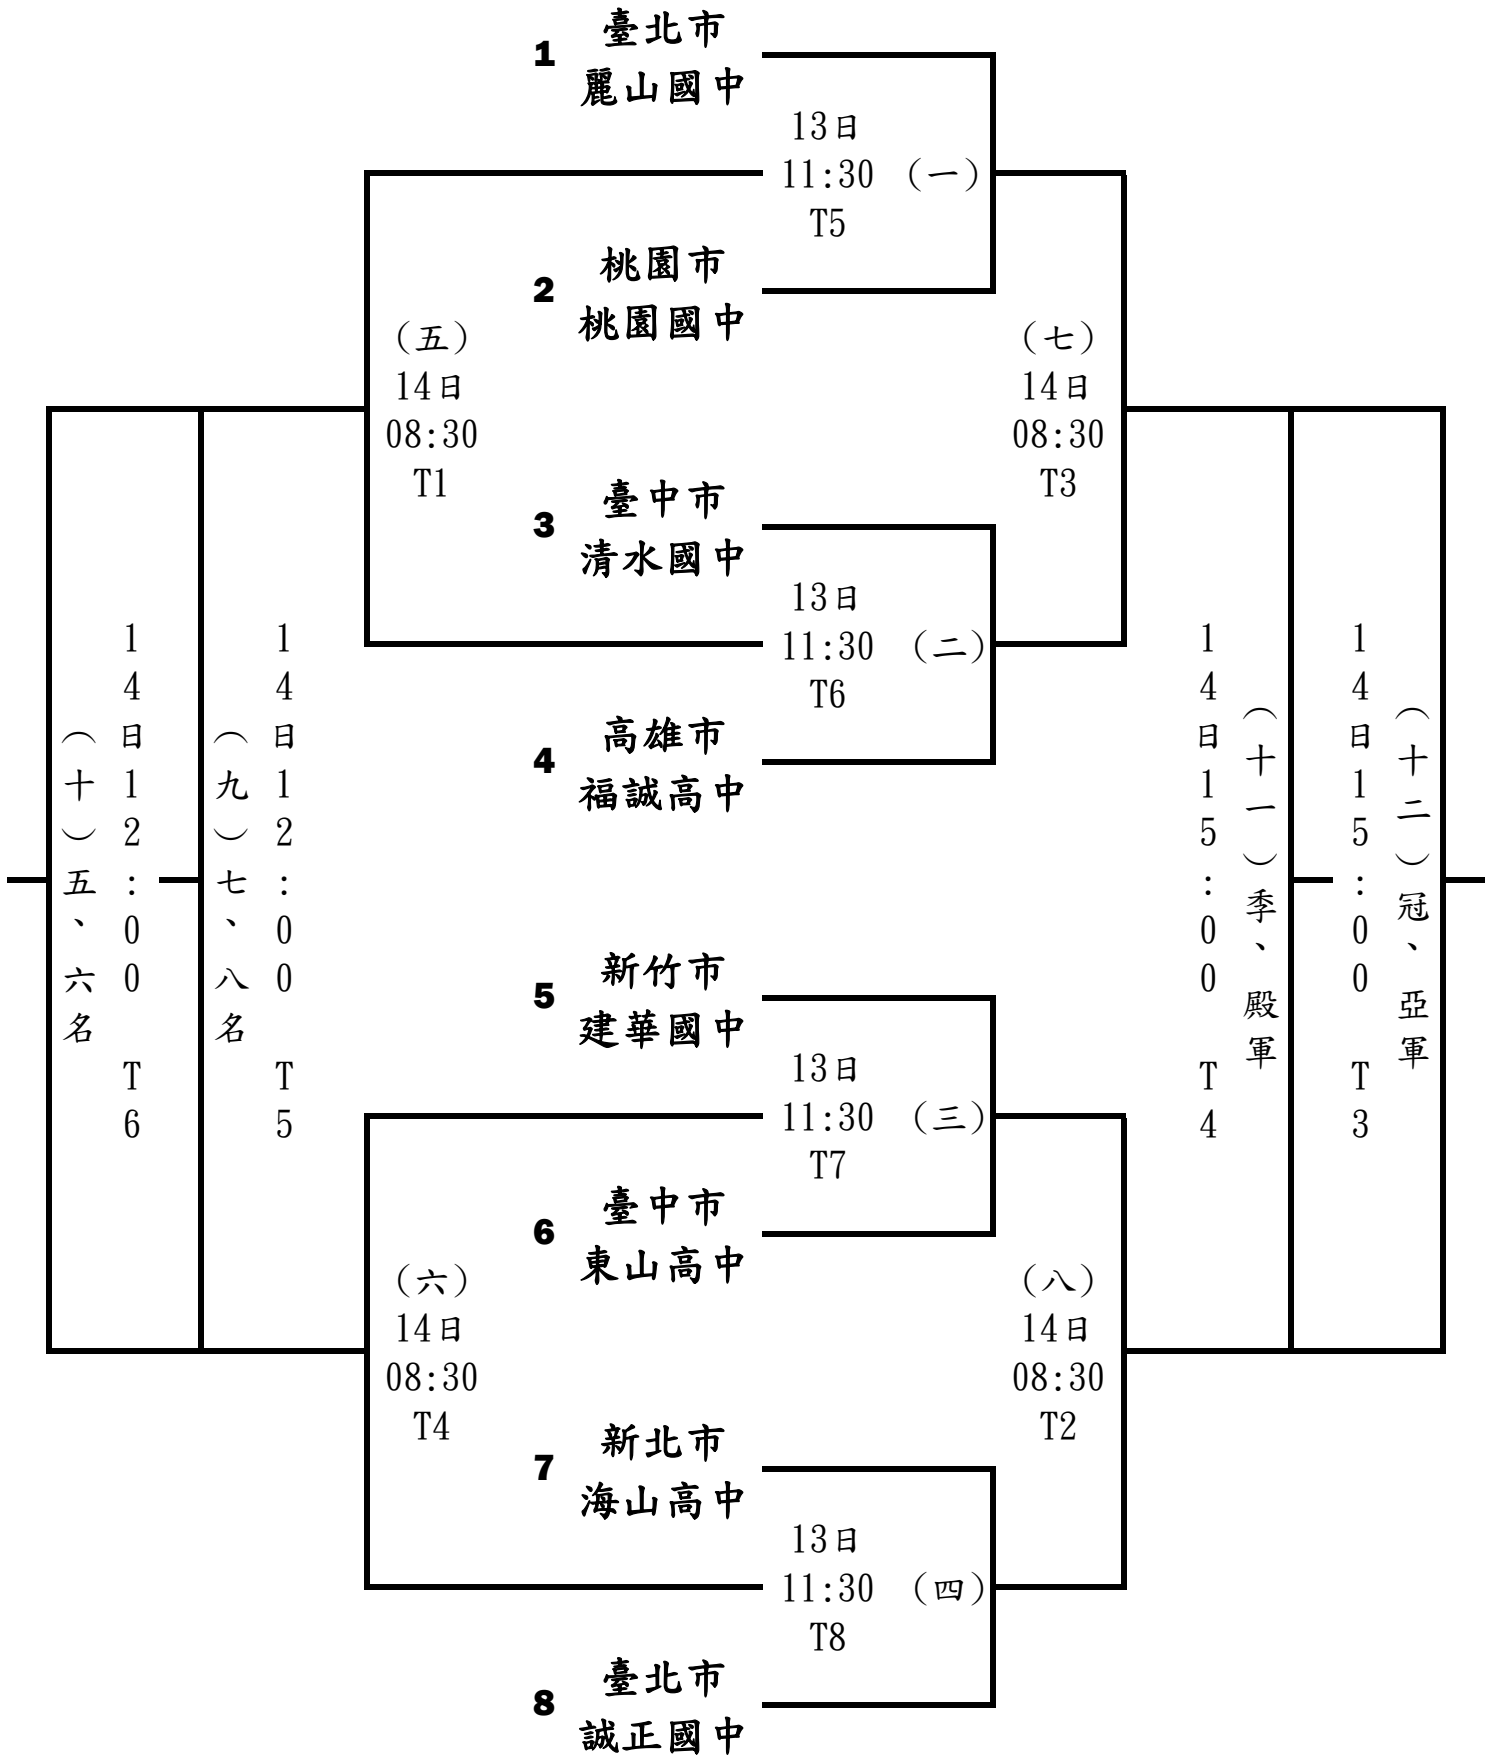 1
臺北市
麗山國中
13日
11:30 (一)
T5
2
桃園市
桃園國中
(五)
14日
08:30
T1
(七)
14日
08:30
T3
3
臺中市
清水國中
13日
11:30 (二)
T6
4
高雄市
福誠高中
14日12:00 T6
(十)五、六名
14日12:00 T5
(九)七、八名
(十一)季、殿軍
14日15:00 T4
(十二)冠、亞軍
14日15:00 T3
5
新竹市
建華國中
13日
11:30 (三)
T7
6
臺中市
東山高中
(六)
14日
08:30
T4
(八)
14日
08:30
T2
7
新北市
海山高中
13日
11:30 (四)
T8
8
臺北市
誠正國中